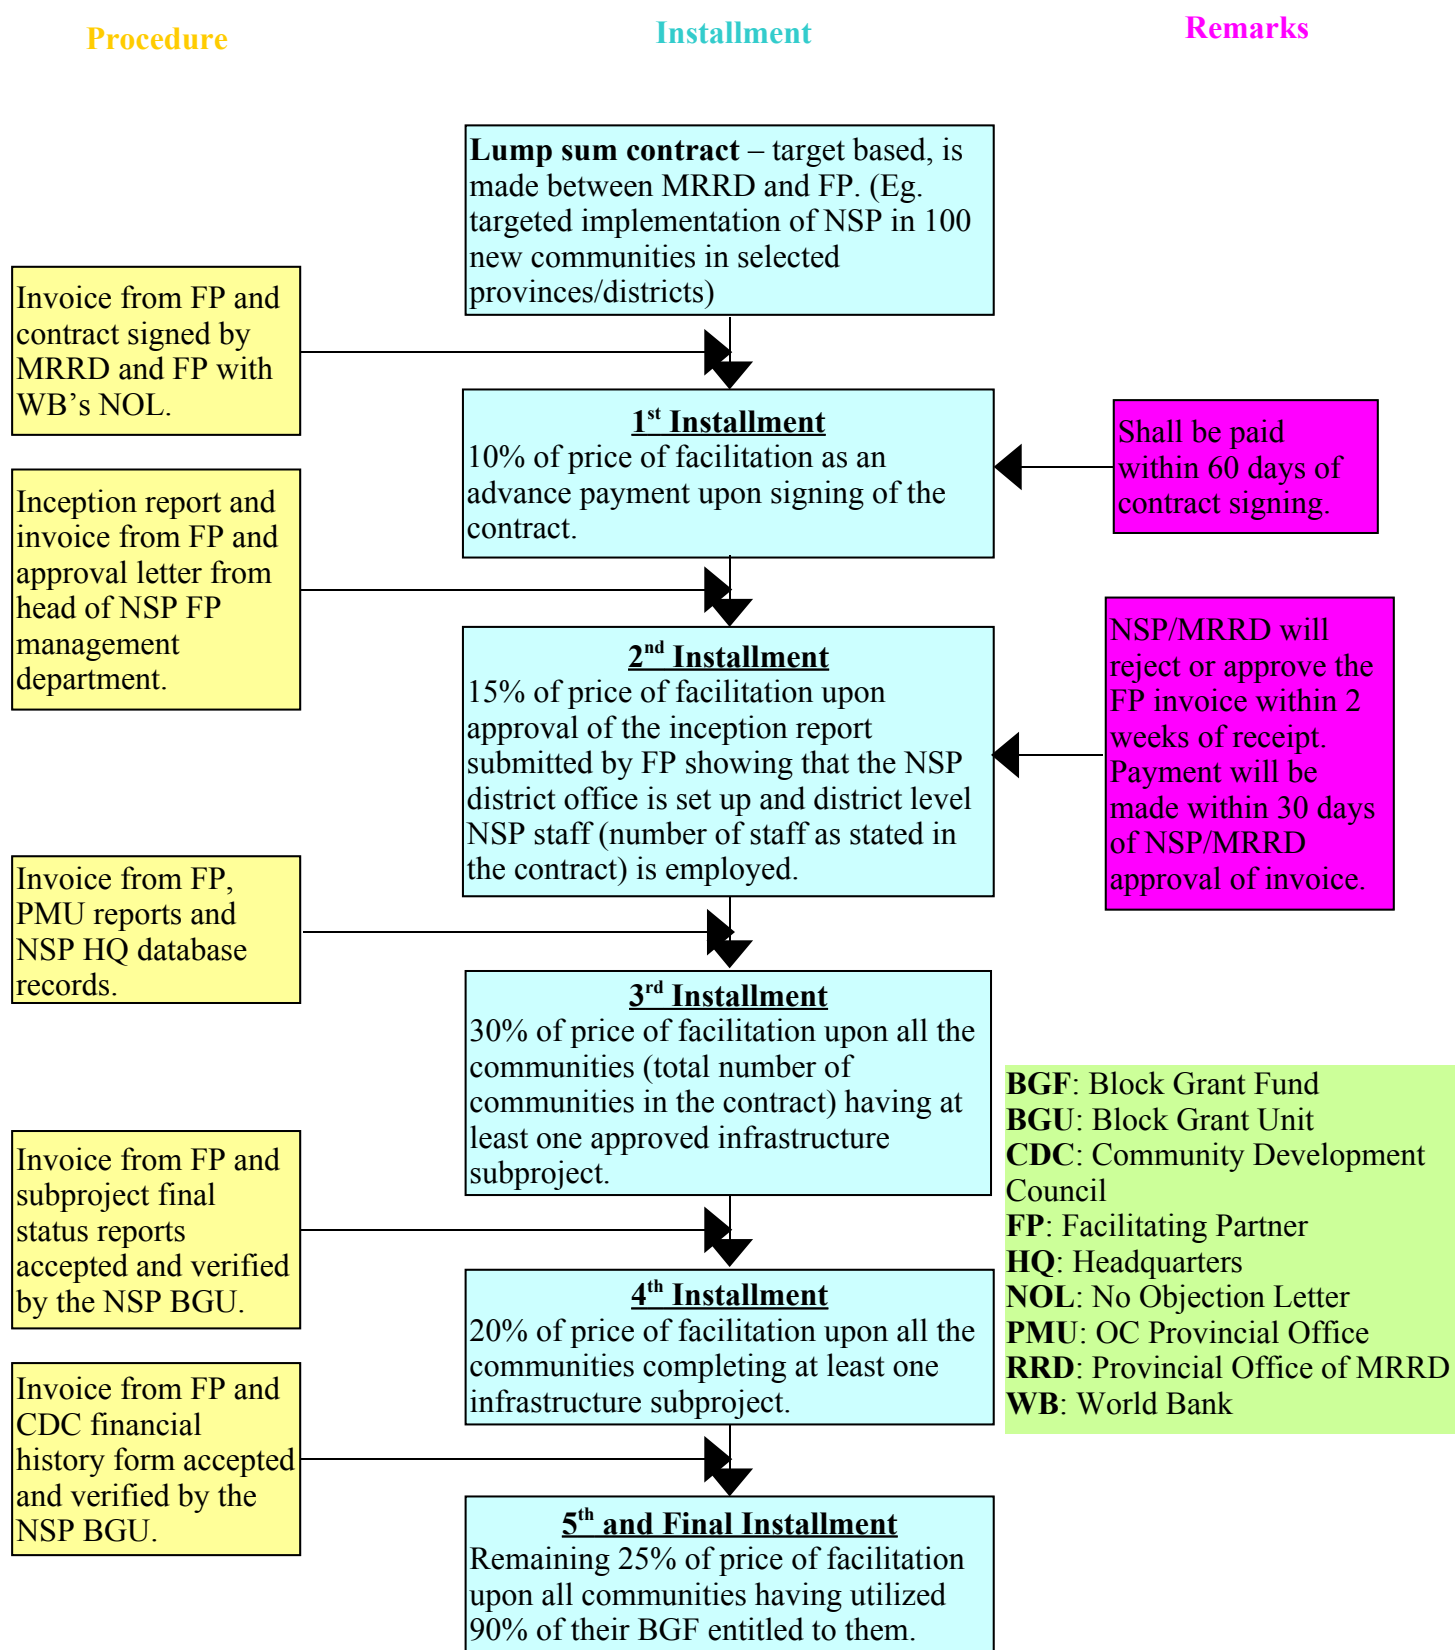 Procedure
Installment
Remarks
Lump sum contract – target based, is
made between MRRD and FP. (Eg.
targeted implementation of NSP in 100
new communities in selected
provinces/districts)
Invoice from FP and
contract signed by
MRRD and FP with
WB’s NOL.
1st Installment
10% of price of facilitation as an
advance payment upon signing of the
contract.
Shall be paid
within 60 days of
contract signing.
Inception report and
invoice from FP and
approval letter from
head of NSP FP
management
department.
2nd Installment
15% of price of facilitation upon
approval of the inception report
submitted by FP showing that the NSP
district office is set up and district level
NSP staff (number of staff as stated in
the contract) is employed.
NSP/MRRD will
reject or approve the
FP invoice within 2
weeks of receipt.
Payment will be
made within 30 days
of NSP/MRRD
approval of invoice.
Invoice from FP,
PMU reports and
NSP HQ database
records.
3rd Installment
30% of price of facilitation upon all the
communities (total number of
communities in the contract) having at
least one approved infrastructure
subproject.
Invoice from FP and
subproject final
status reports
accepted and verified
by the NSP BGU.
4th Installment
20% of price of facilitation upon all the
communities completing at least one
infrastructure subproject.
Invoice from FP and
CDC financial
history form accepted
and verified by the
NSP BGU.
5th and Final Installment
Remaining 25% of price of facilitation
upon all communities having utilized
90% of their BGF entitled to them.
BGF: Block Grant Fund
BGU: Block Grant Unit
CDC: Community Development
Council
FP: Facilitating Partner
HQ: Headquarters
NOL: No Objection Letter
PMU: OC Provincial Office
RRD: Provincial Office of MRRD
WB: World Bank